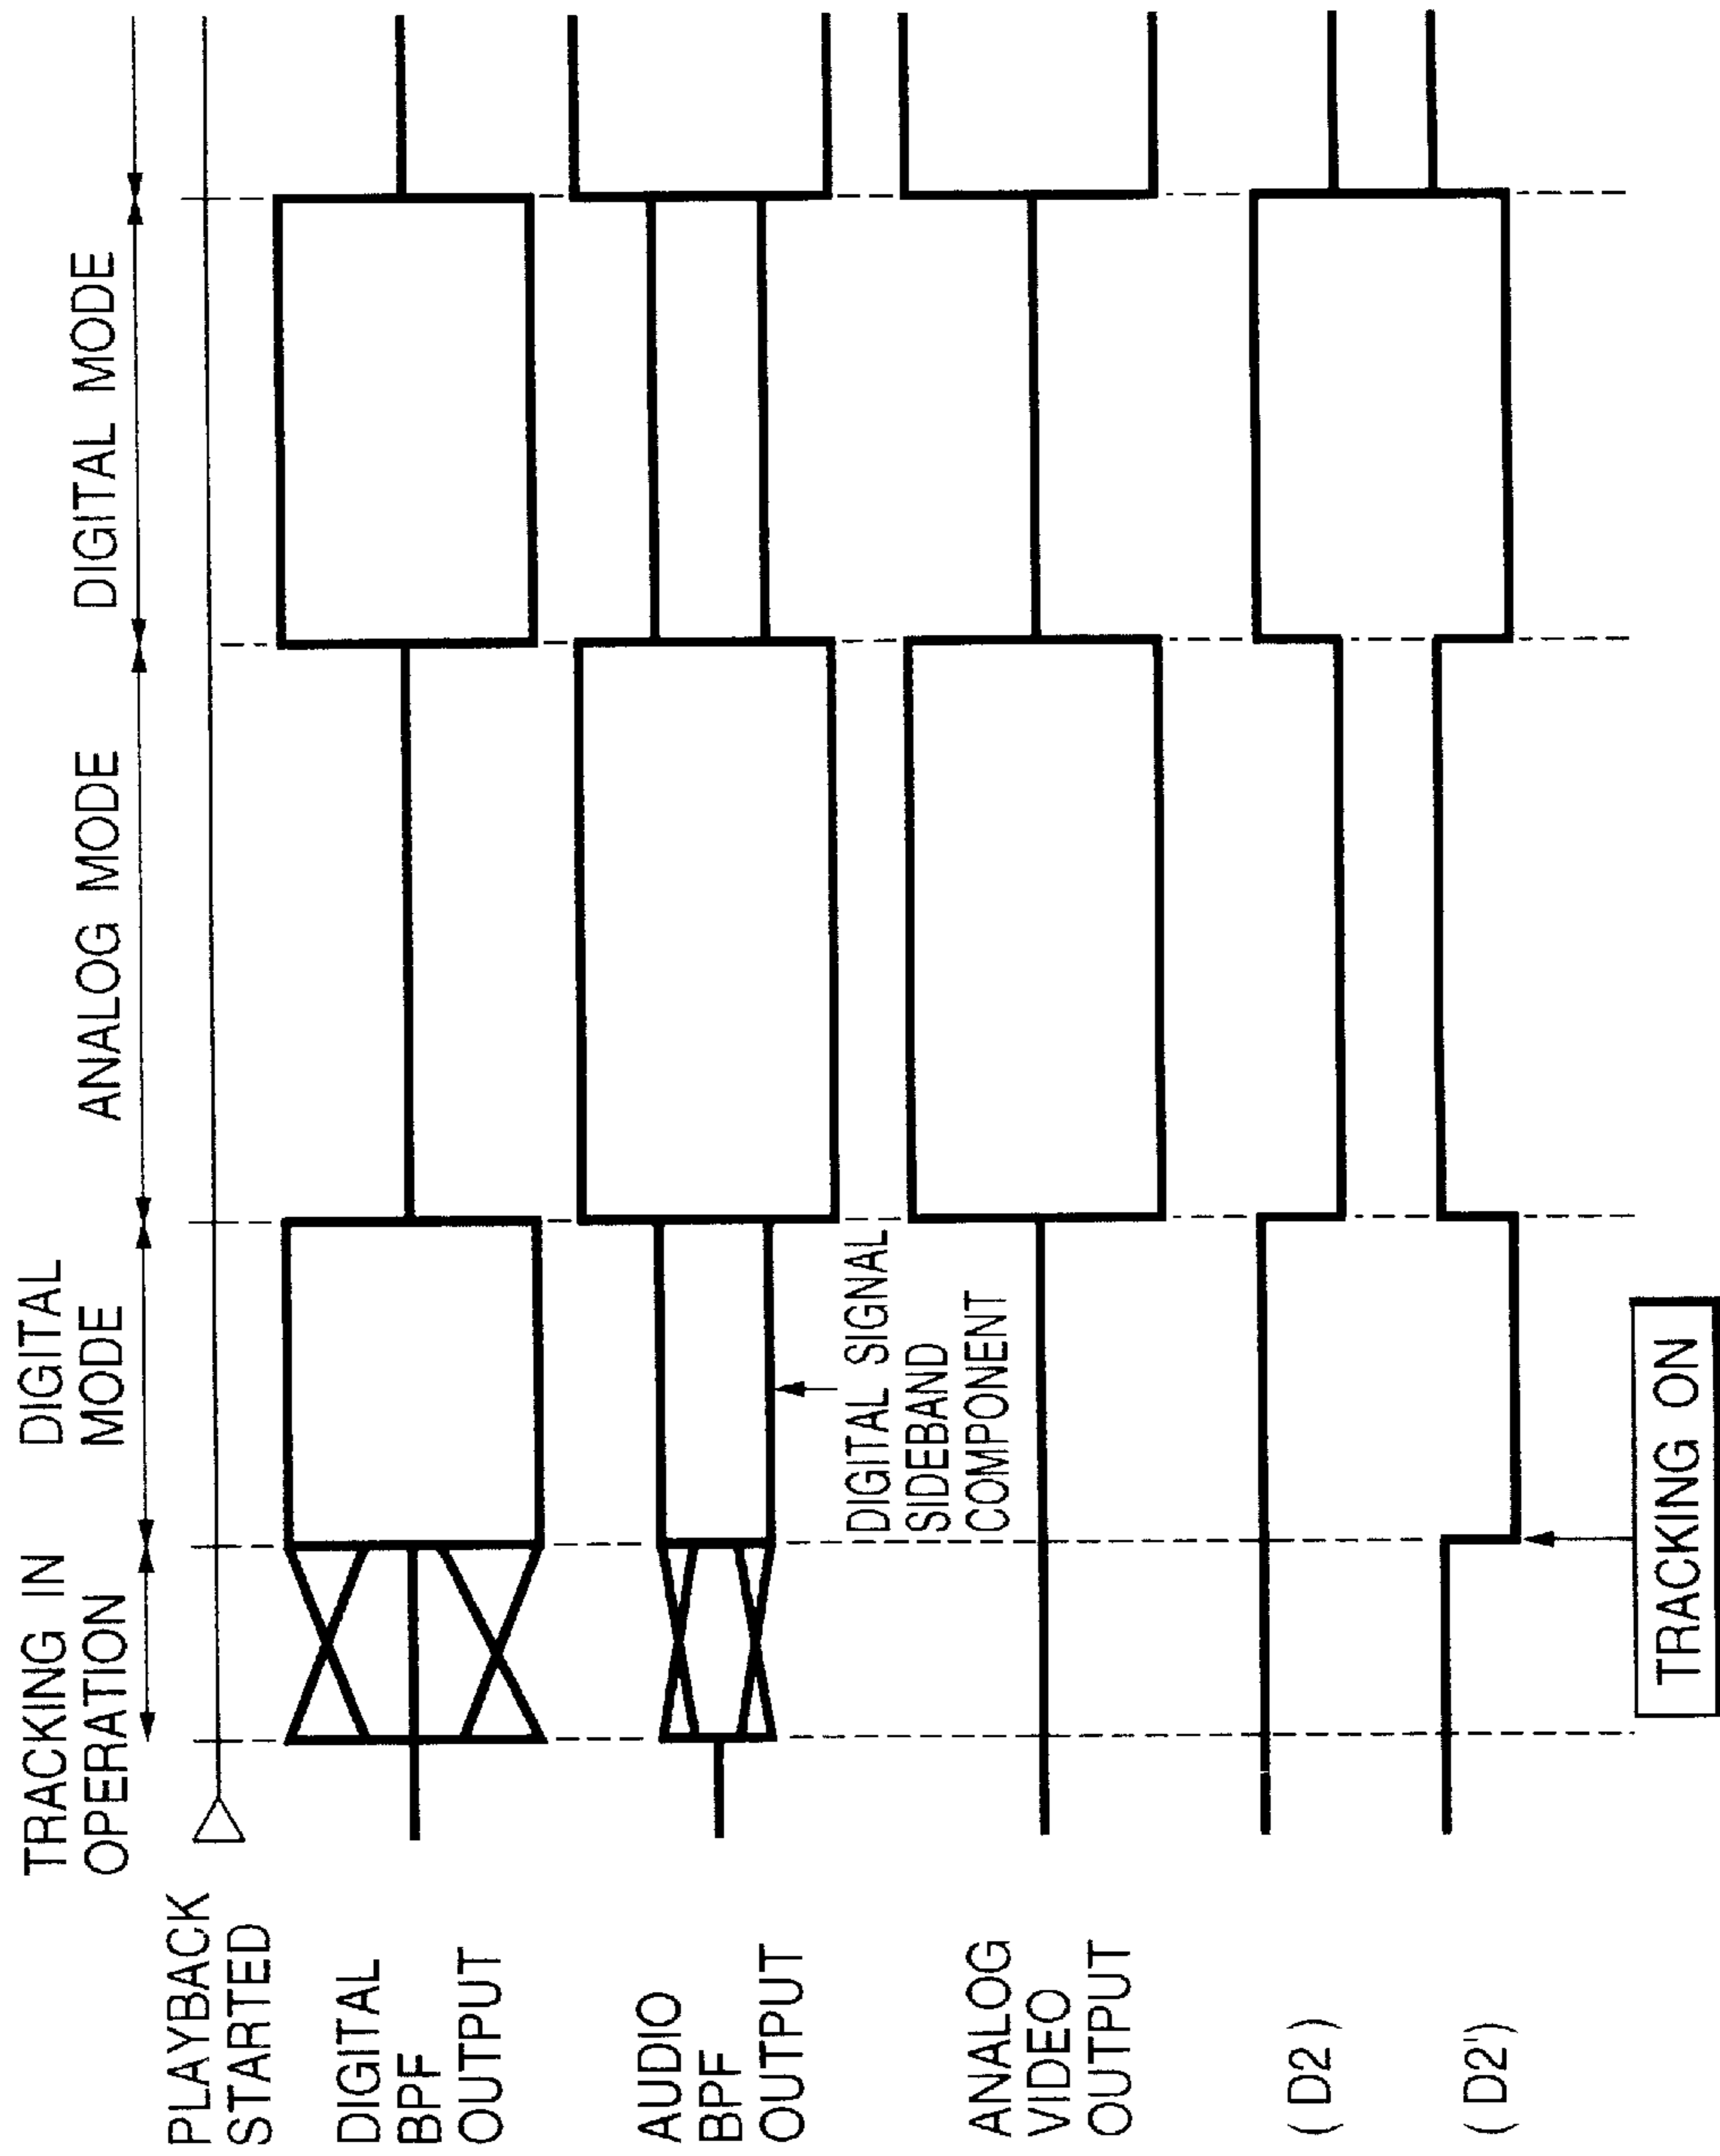 TRACKING IN
OPERATION
DIGITAL
MODE
ANALOG MODE
DIGITAL MODE
PLAYBACK
STARTED
DIGITAL
BPF
OUTPUT
AUDIO
BPF
OUTPUT
DIGITAL SIGNAL
SIDEBAND
COMPONENT
ANALOG
VIDEO
OUTPUT
( D2 )
( D2')
TRACKING ON